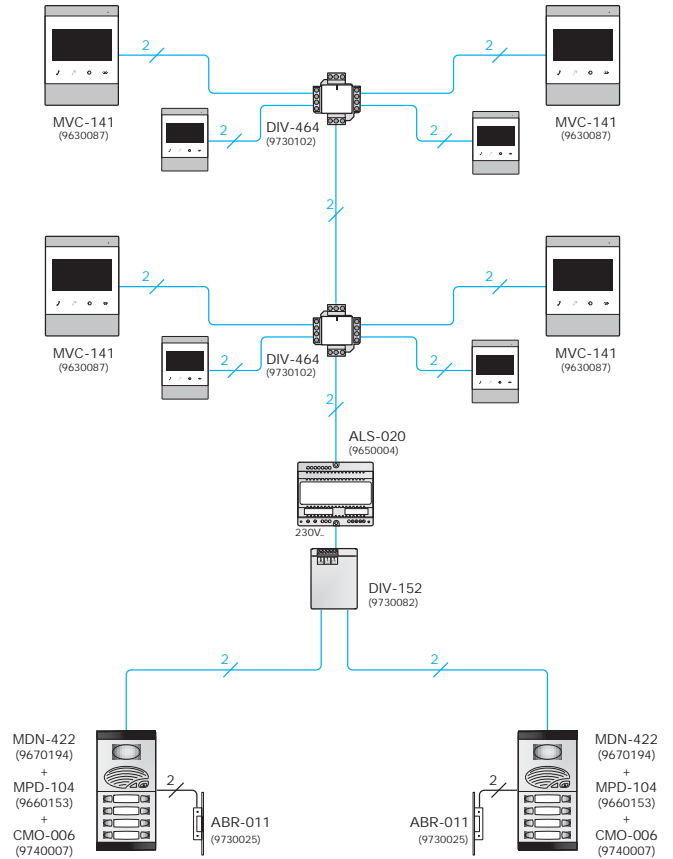 2
2
MVC-141
(9630087)
2
DIV-464
(9730102)
2
MVC-141
(9630087)
2
2
2
MVC-141
(9630087)
2
DIV-464
(9730102)
2
MVC-141
(9630087)
2
ALS-020
(9650004)
230V
DIV-152
(9730082)
2
2
MDN-422
(9670194)
+
MPD-104
(9660153)
+
CMO-006
(9740007)
2
ABR-011
(9730025)
2
ABR-011
(9730025)
MDN-422
(9670194)
+
MPD-104
(9660153)
+
CMO-006
(9740007)